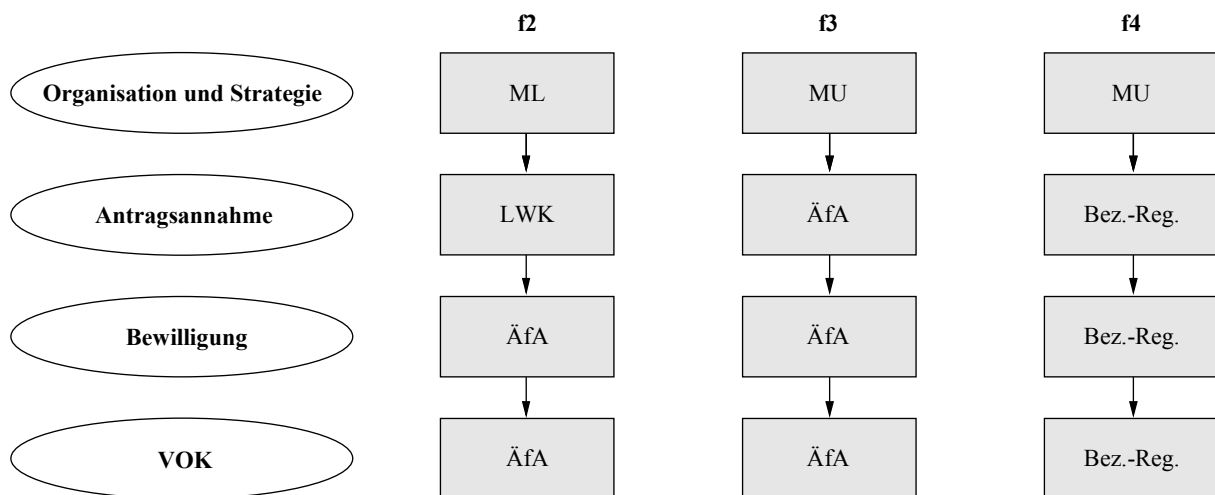 f2 f3 f4
Organisation und Strategie ML MU MU
Antragsannahme LWK ÄfA Bez.-Reg.
Bewilligung ÄfA ÄfA Bez.-Reg.
VOK ÄfA ÄfA Bez.-Reg.